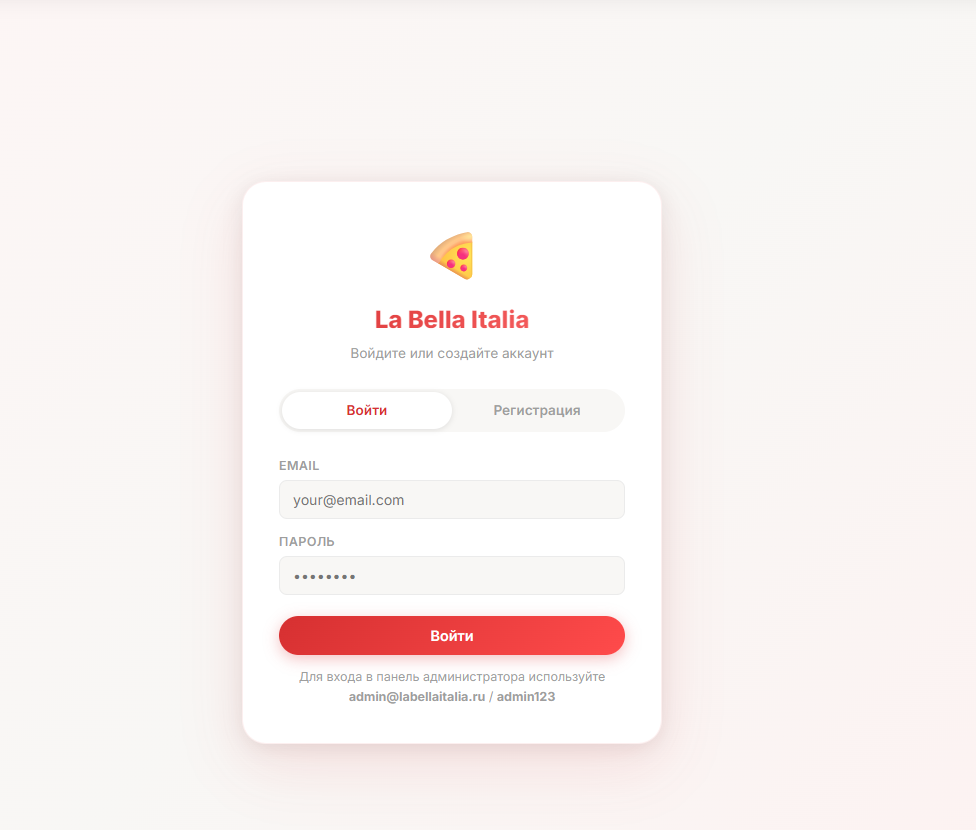 La Bella Italia
Войдите или создайте аккаунт
Войти Регистрация
EMAIL
your@email.com
ПАРОЛЬ
••••••••
Войти
Для входа в панель администратора используйте
admin@labellaitalia.ru / admin123